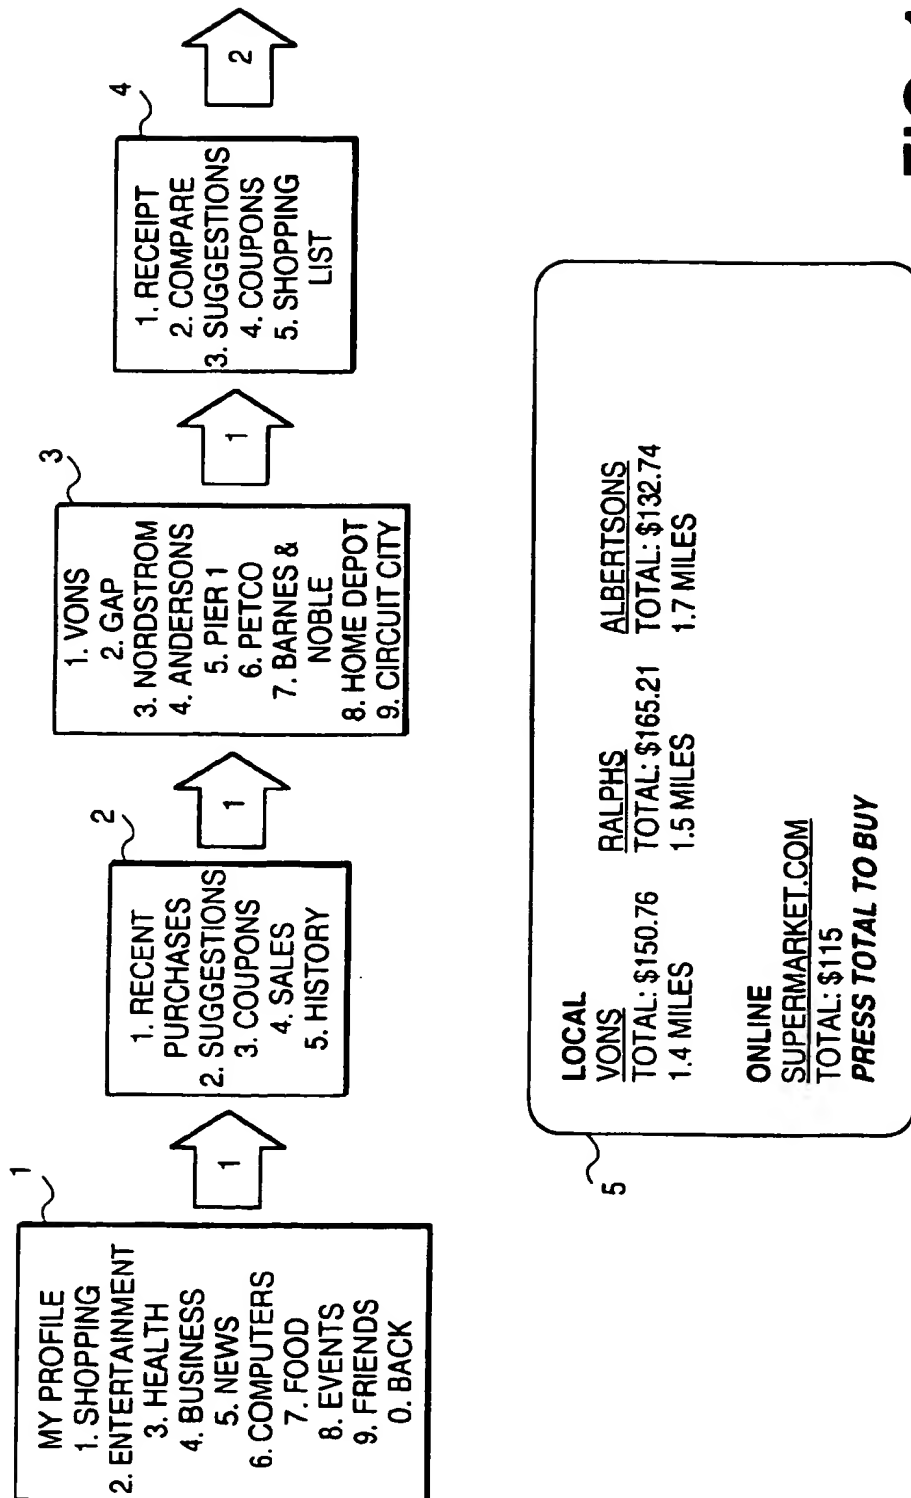 1
MY PROFILE
1. SHOPPING
2. ENTERTAINMENT
3. HEALTH
4. BUSINESS
5. NEWS
6. COMPUTERS
7. FOOD
8. EVENTS
9. FRIENDS
0. BACK
1
2
1. RECENT
PURCHASES
2. SUGGESTIONS
3. COUPONS
4. SALES
5. HISTORY
1
3
1. VONS
2. GAP
3. NORDSTROM
4. ANDERSONS
5. PIER 1
6. PETCO
7. BARNES &
NOBLE
8. HOME DEPOT
9. CIRCUIT CITY
1
4
1. RECEIPT
2. COMPARE
3. SUGGESTIONS
4. COUPONS
5. SHOPPING
LIST
2
5
LOCAL
VONS RALPHS ALBERTSONS
TOTAL: $150.76 TOTAL: $165.21 TOTAL: $132.74
1.4 MILES 1.5 MILES 1.7 MILES
ONLINE
SUPERMARKET.COM
TOTAL: $115
PRESS TOTAL TO BUY